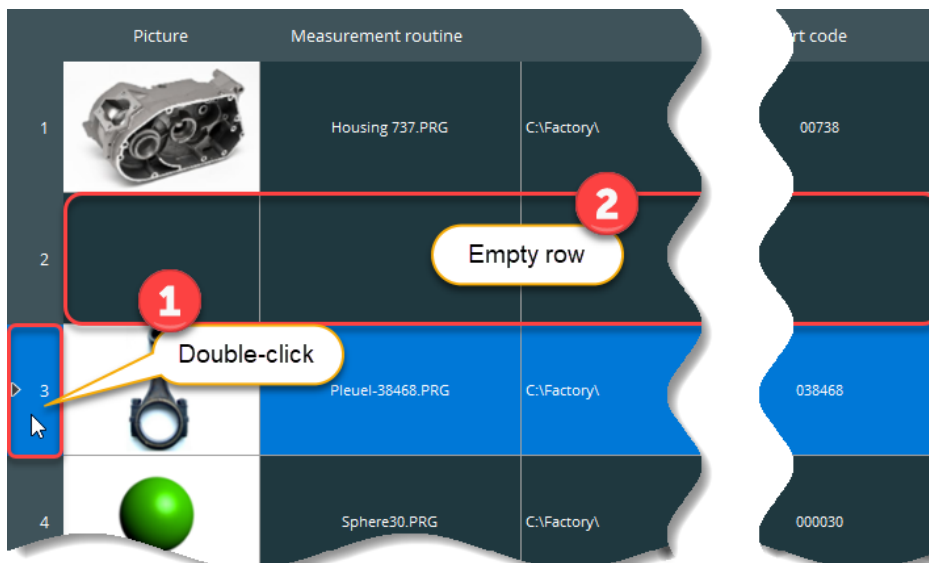 Picture Measurement routine rt code
1 Housing 737.PRG C:\Factory\ 00738
2
2 Empty row
1
Double-click
3 Pleuel-38468.PRG C:\Factory\ 038468
4 Sphere30.PRG C:\Factory\ 000030